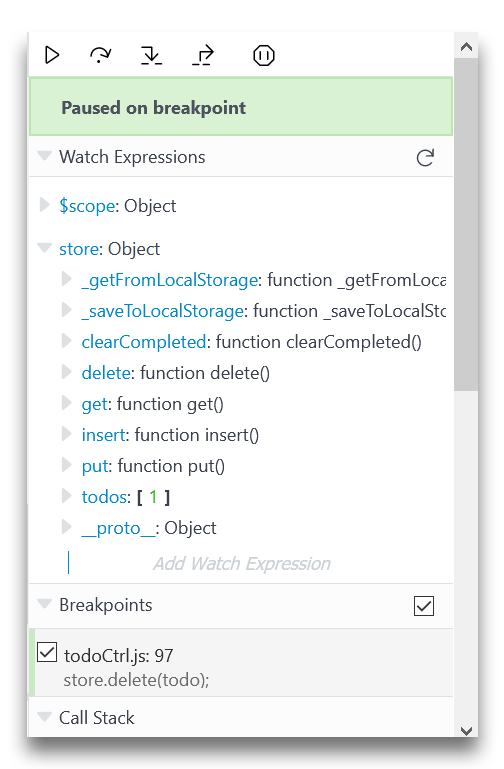 Paused on breakpoint
Watch Expressions
$scope: Object
store: Object
_getFromLocalStorage: function _getFromLoca
_saveToLocalStorage: function _saveToLocalSto
clearCompleted: function clearCompleted()
delete: function delete()
get: function get()
insert: function insert()
put: function put()
todos: [ 1 ]
__proto__: Object
Add Watch Expression
Breakpoints
todoCtrl.js: 97
store.delete(todo);
Call Stack